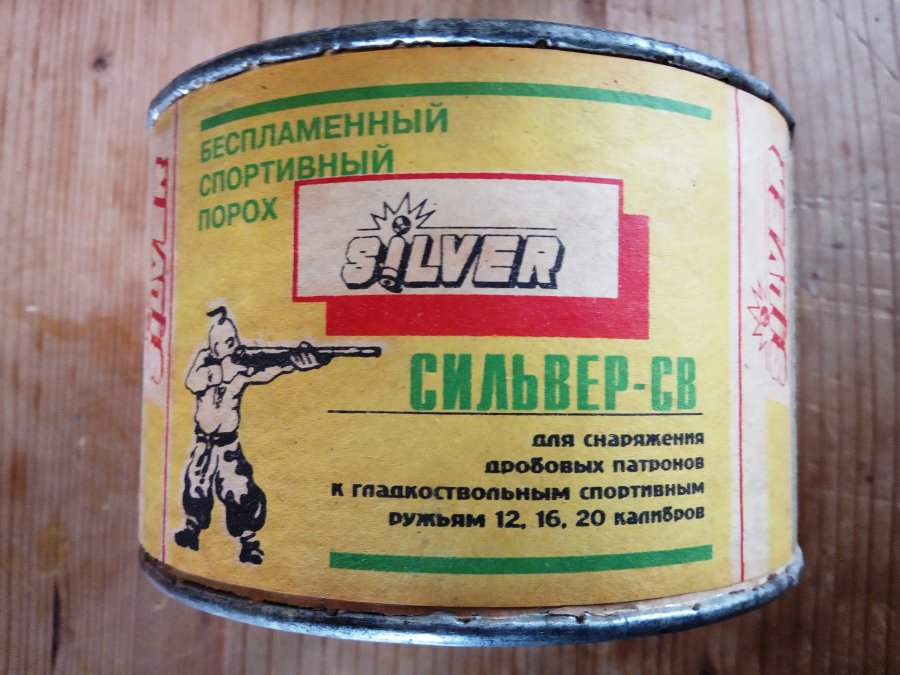 БЕСПЛАМЕННЫЙ
СПОРТИВНЫЙ
ПОРОХ
SILVER
СИЛЬВЕР-СВ
для снаряжения
дробовых патронов
к гладкоствольным спортивным
ружьям 12, 16, 20 калибров